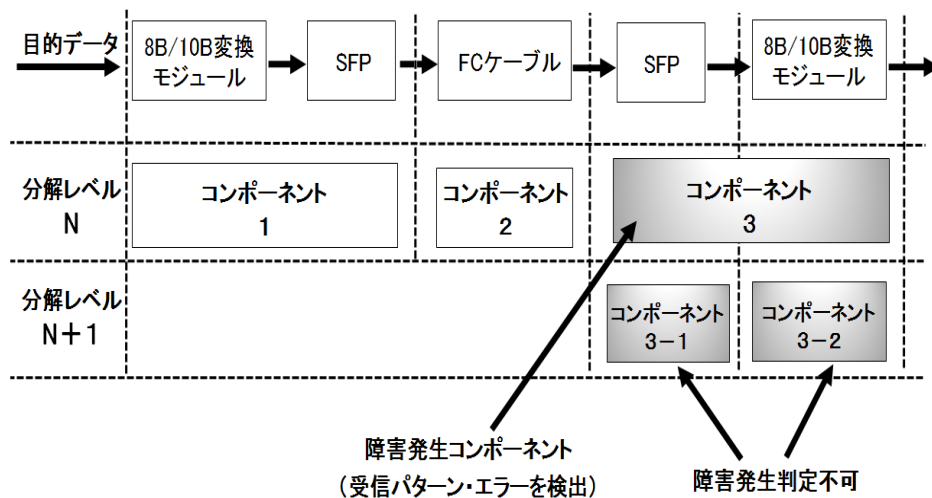 目的データ
8B/10B変換
モジュール
SFP
FCケーブル
SFP
8B/10B変換
モジュール
分解レベル
N
コンポーネント
1
コンポーネント
2
コンポーネント
3
分解レベル
N+1
コンポーネント
3-1
コンポーネント
3-2
障害発生コンポーネント
(受信パターン・エラーを検出)
障害発生判定不可